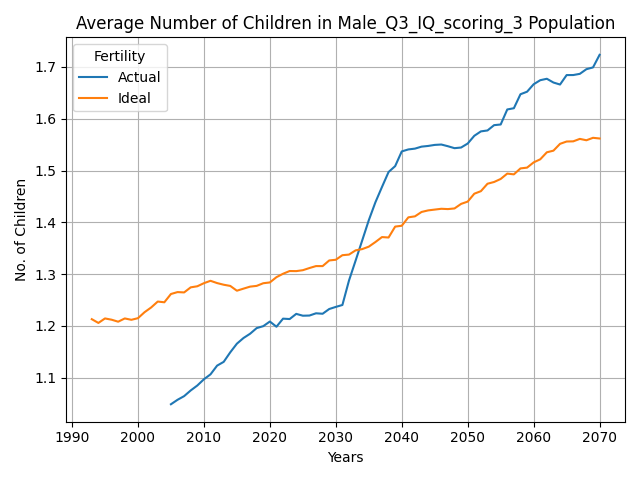 Average Number of Children in Male_Q3_IQ_scoring_3 Population
Fertility
Actual
Ideal
No. of Children
1.7
1.6
1.5
1.4
1.3
1.2
1.1
1990 2000 2010 2020 2030 2040 2050 2060 2070
Years